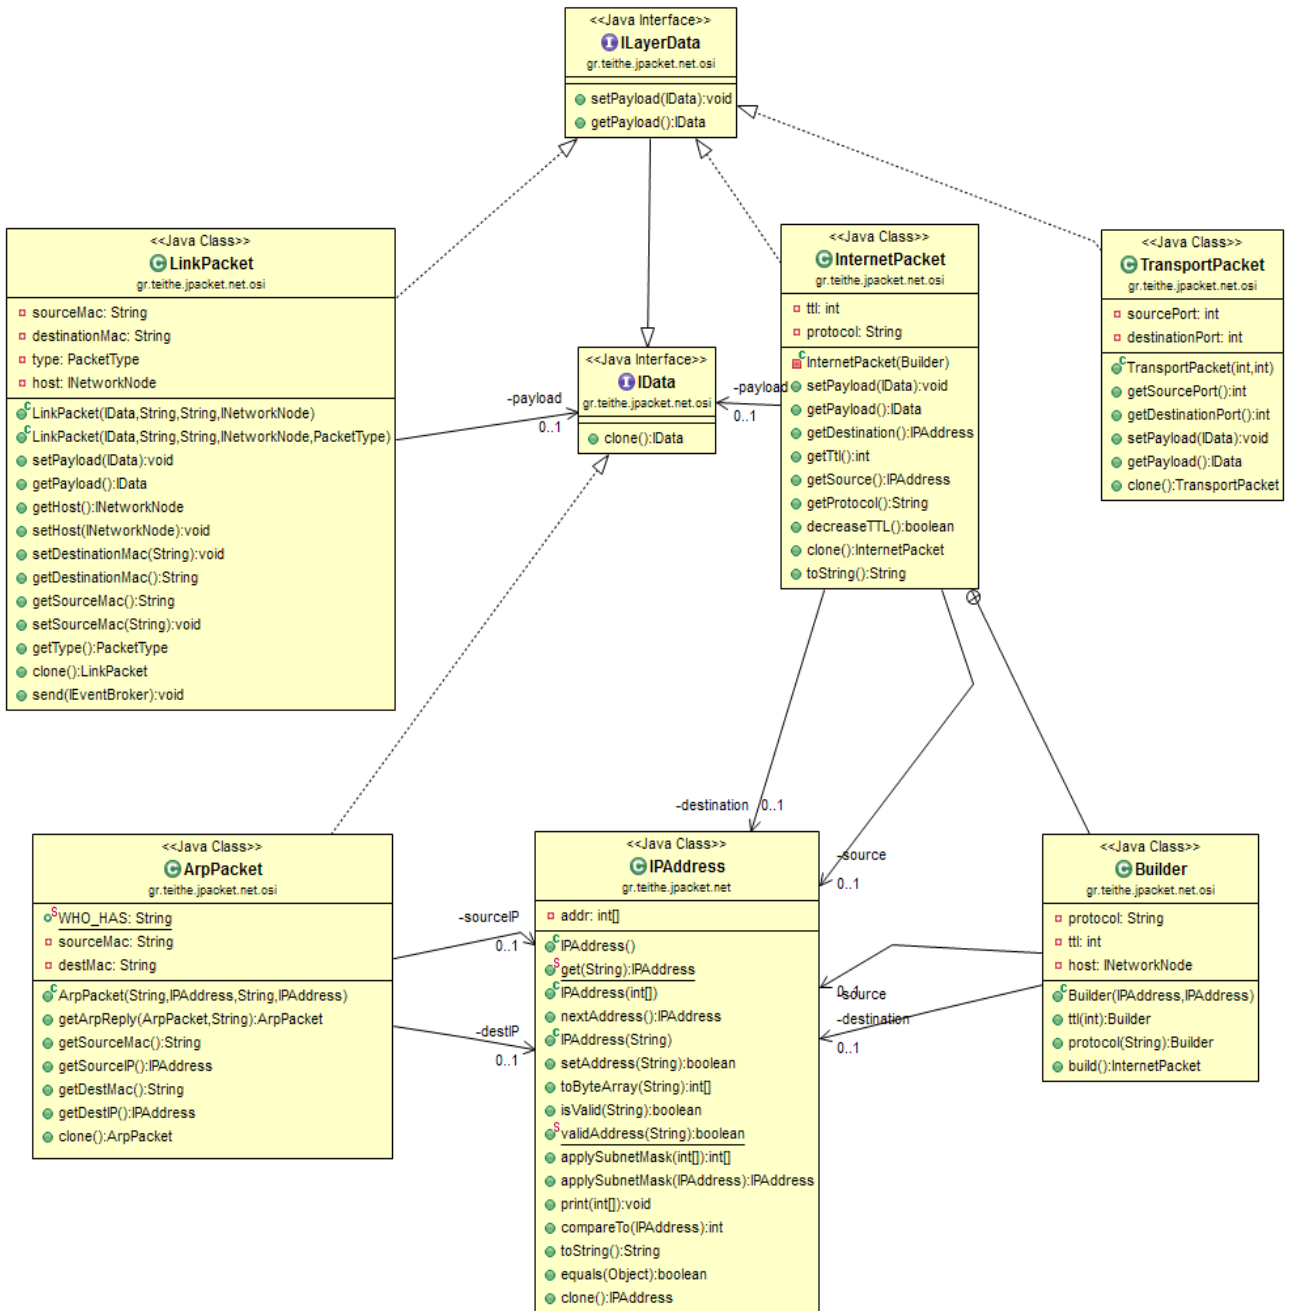 <<Java Interface>>
ILayerData
gr.teithe.jpacket.net.osi
setPayload(IData):void
getPayload():IData
<<Java Class>>
LinkPacket
gr.teithe.jpacket.net.osi
sourceMac: String
destinationMac: String
type: PacketType
host: INetworkNode
LinkPacket(IData,String,String,INetworkNode)
LinkPacket(IData,String,String,INetworkNode,PacketType)
setPayload(IData):void
getPayload():IData
getHost():INetworkNode
setHost(INetworkNode):void
setDestinationMac(String):void
getDestinationMac():String
getSourceMac():String
setSourceMac(String):void
getType():PacketType
clone():LinkPacket
send(IEventBroker):void
-payload
0..1
<<Java Interface>>
IData
gr.teithe.jpacket.net.osi
clone():IData
-payload
0..1
<<Java Class>>
InternetPacket
gr.teithe.jpacket.net.osi
ttl: int
protocol: String
InternetPacket(Builder)
setPayload(IData):void
getPayload():IData
getDestination():IPAddress
getTtl():int
getSource():IPAddress
getProtocol():String
decreaseTTL():boolean
clone():InternetPacket
toString():String
<<Java Class>>
TransportPacket
gr.teithe.jpacket.net.osi
sourcePort: int
destinationPort: int
TransportPacket(int,int)
getSourcePort():int
getDestinationPort():int
setPayload(IData):void
getPayload():IData
clone():TransportPacket
-destination 0..1
-source
0..1
<<Java Class>>
ArpPacket
gr.teithe.jpacket.net.osi
WHO_HAS: String
sourceMac: String
destMac: String
ArpPacket(String,IPAddress,String,IPAddress)
getArpReply(ArpPacket,String):ArpPacket
getSourceMac():String
getSourceIP():IPAddress
getDestMac():String
getDestIP():IPAddress
clone():ArpPacket
-sourceIP
0..1
-destIP
0..1
<<Java Class>>
IPAddress
gr.teithe.jpacket.net
addr: int[]
IPAddress()
get(String):IPAddress
IPAddress(int[])
nextAddress():IPAddress
IPAddress(String)
setAddress(String):boolean
toByteArray(String):int[]
isValid(String):boolean
validAddress(String):boolean
applySubnetMask(int[]):int[]
applySubnetMask(IPAddress):IPAddress
print(int[]):void
compareTo(IPAddress):int
toString():String
equals(Object):boolean
clone():IPAddress
0..1
-source
-destination
0..1
<<Java Class>>
Builder
gr.teithe.jpacket.net.osi
protocol: String
ttl: int
host: INetworkNode
Builder(IPAddress,IPAddress)
ttl(int):Builder
protocol(String):Builder
build():InternetPacket